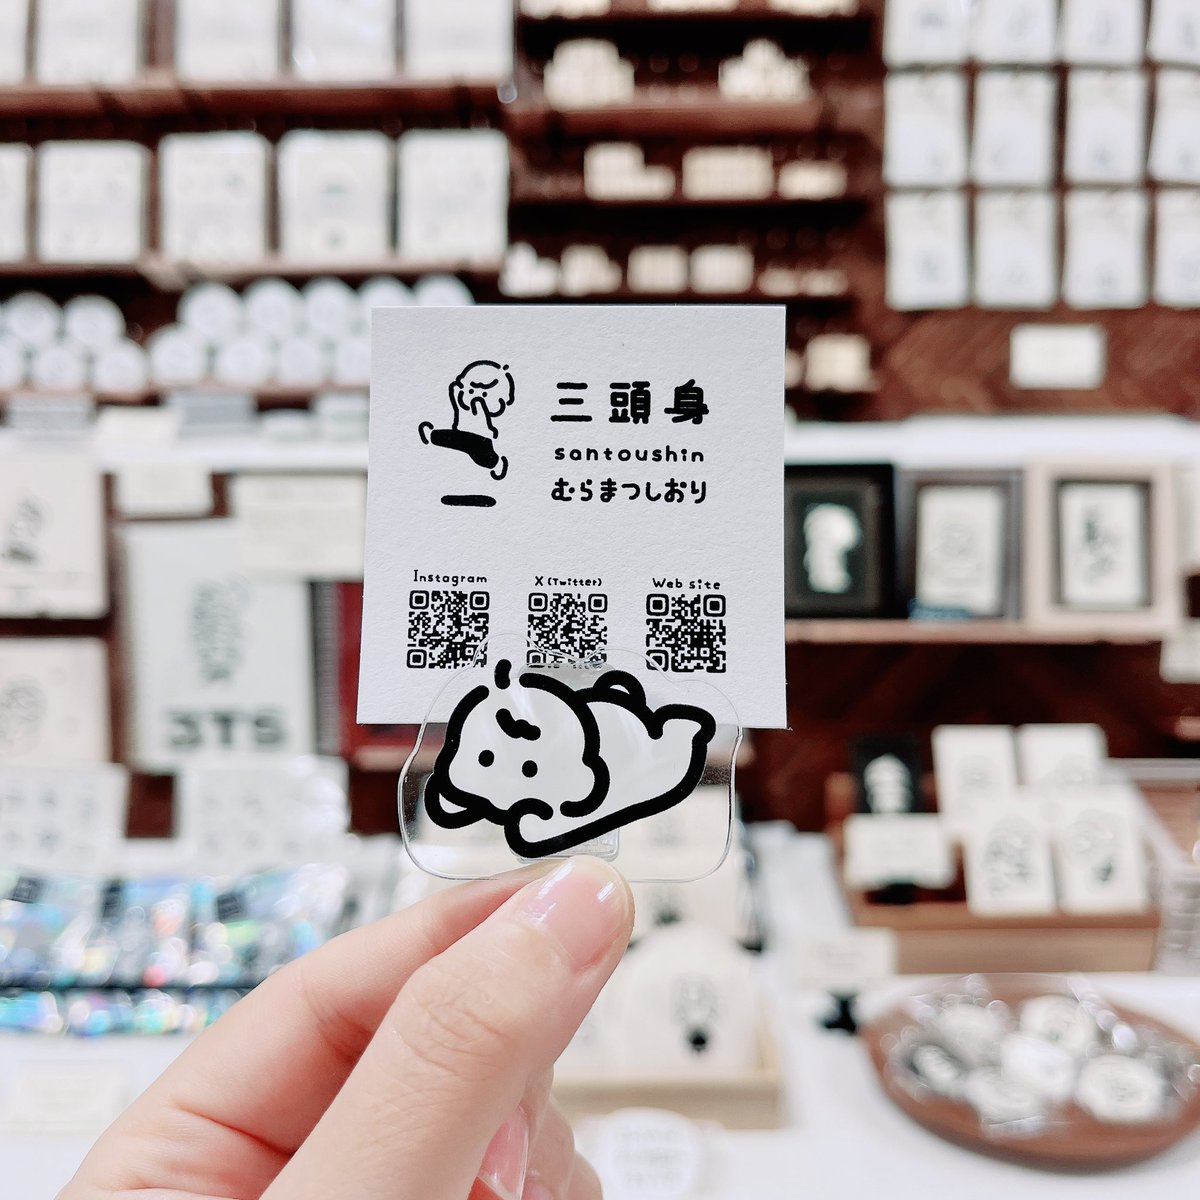 三頭身
santoushin
むらまつしおり
Instagram
X (Twitter)
Web site